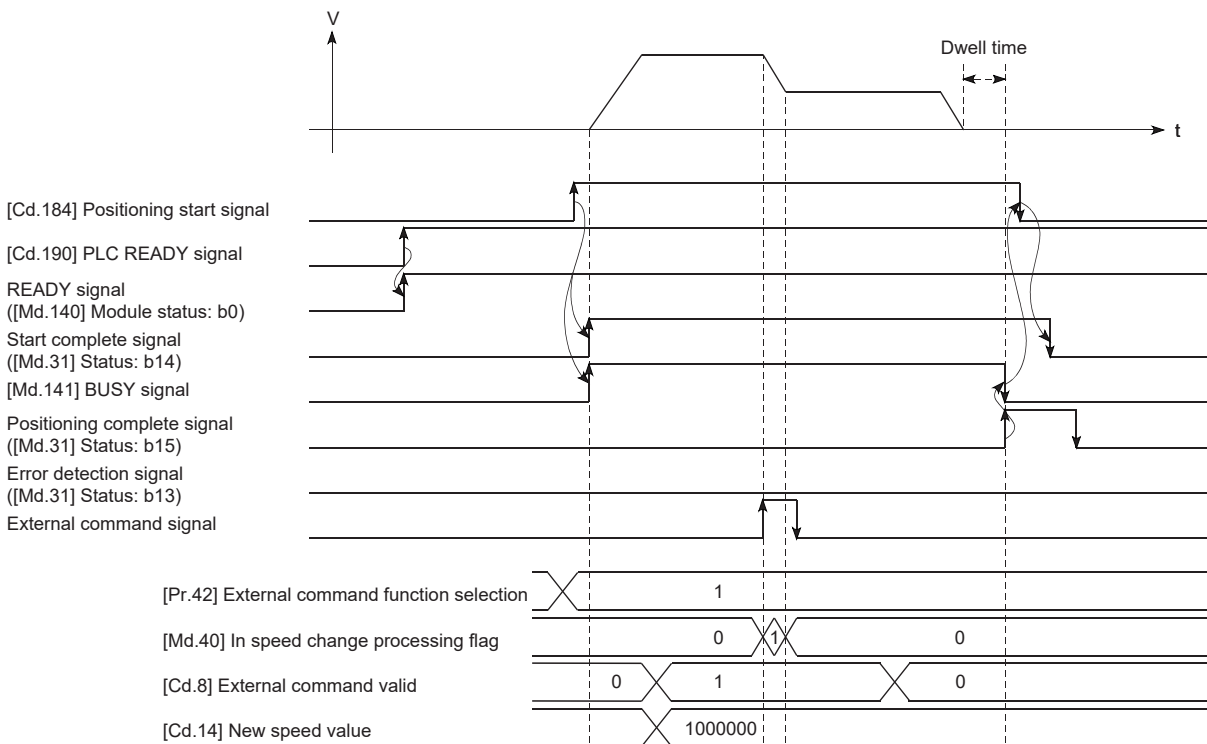 V
Dwell time
t
[Cd.184] Positioning start signal
[Cd.190] PLC READY signal
READY signal
([Md.140] Module status: b0)
Start complete signal
([Md.31] Status: b14)
[Md.141] BUSY signal
Positioning complete signal
([Md.31] Status: b15)
Error detection signal
([Md.31] Status: b13)
External command signal
[Pr.42] External command function selection 1
[Md.40] In speed change processing flag 0 1 0
[Cd.8] External command valid 0 1 0
[Cd.14] New speed value 1000000